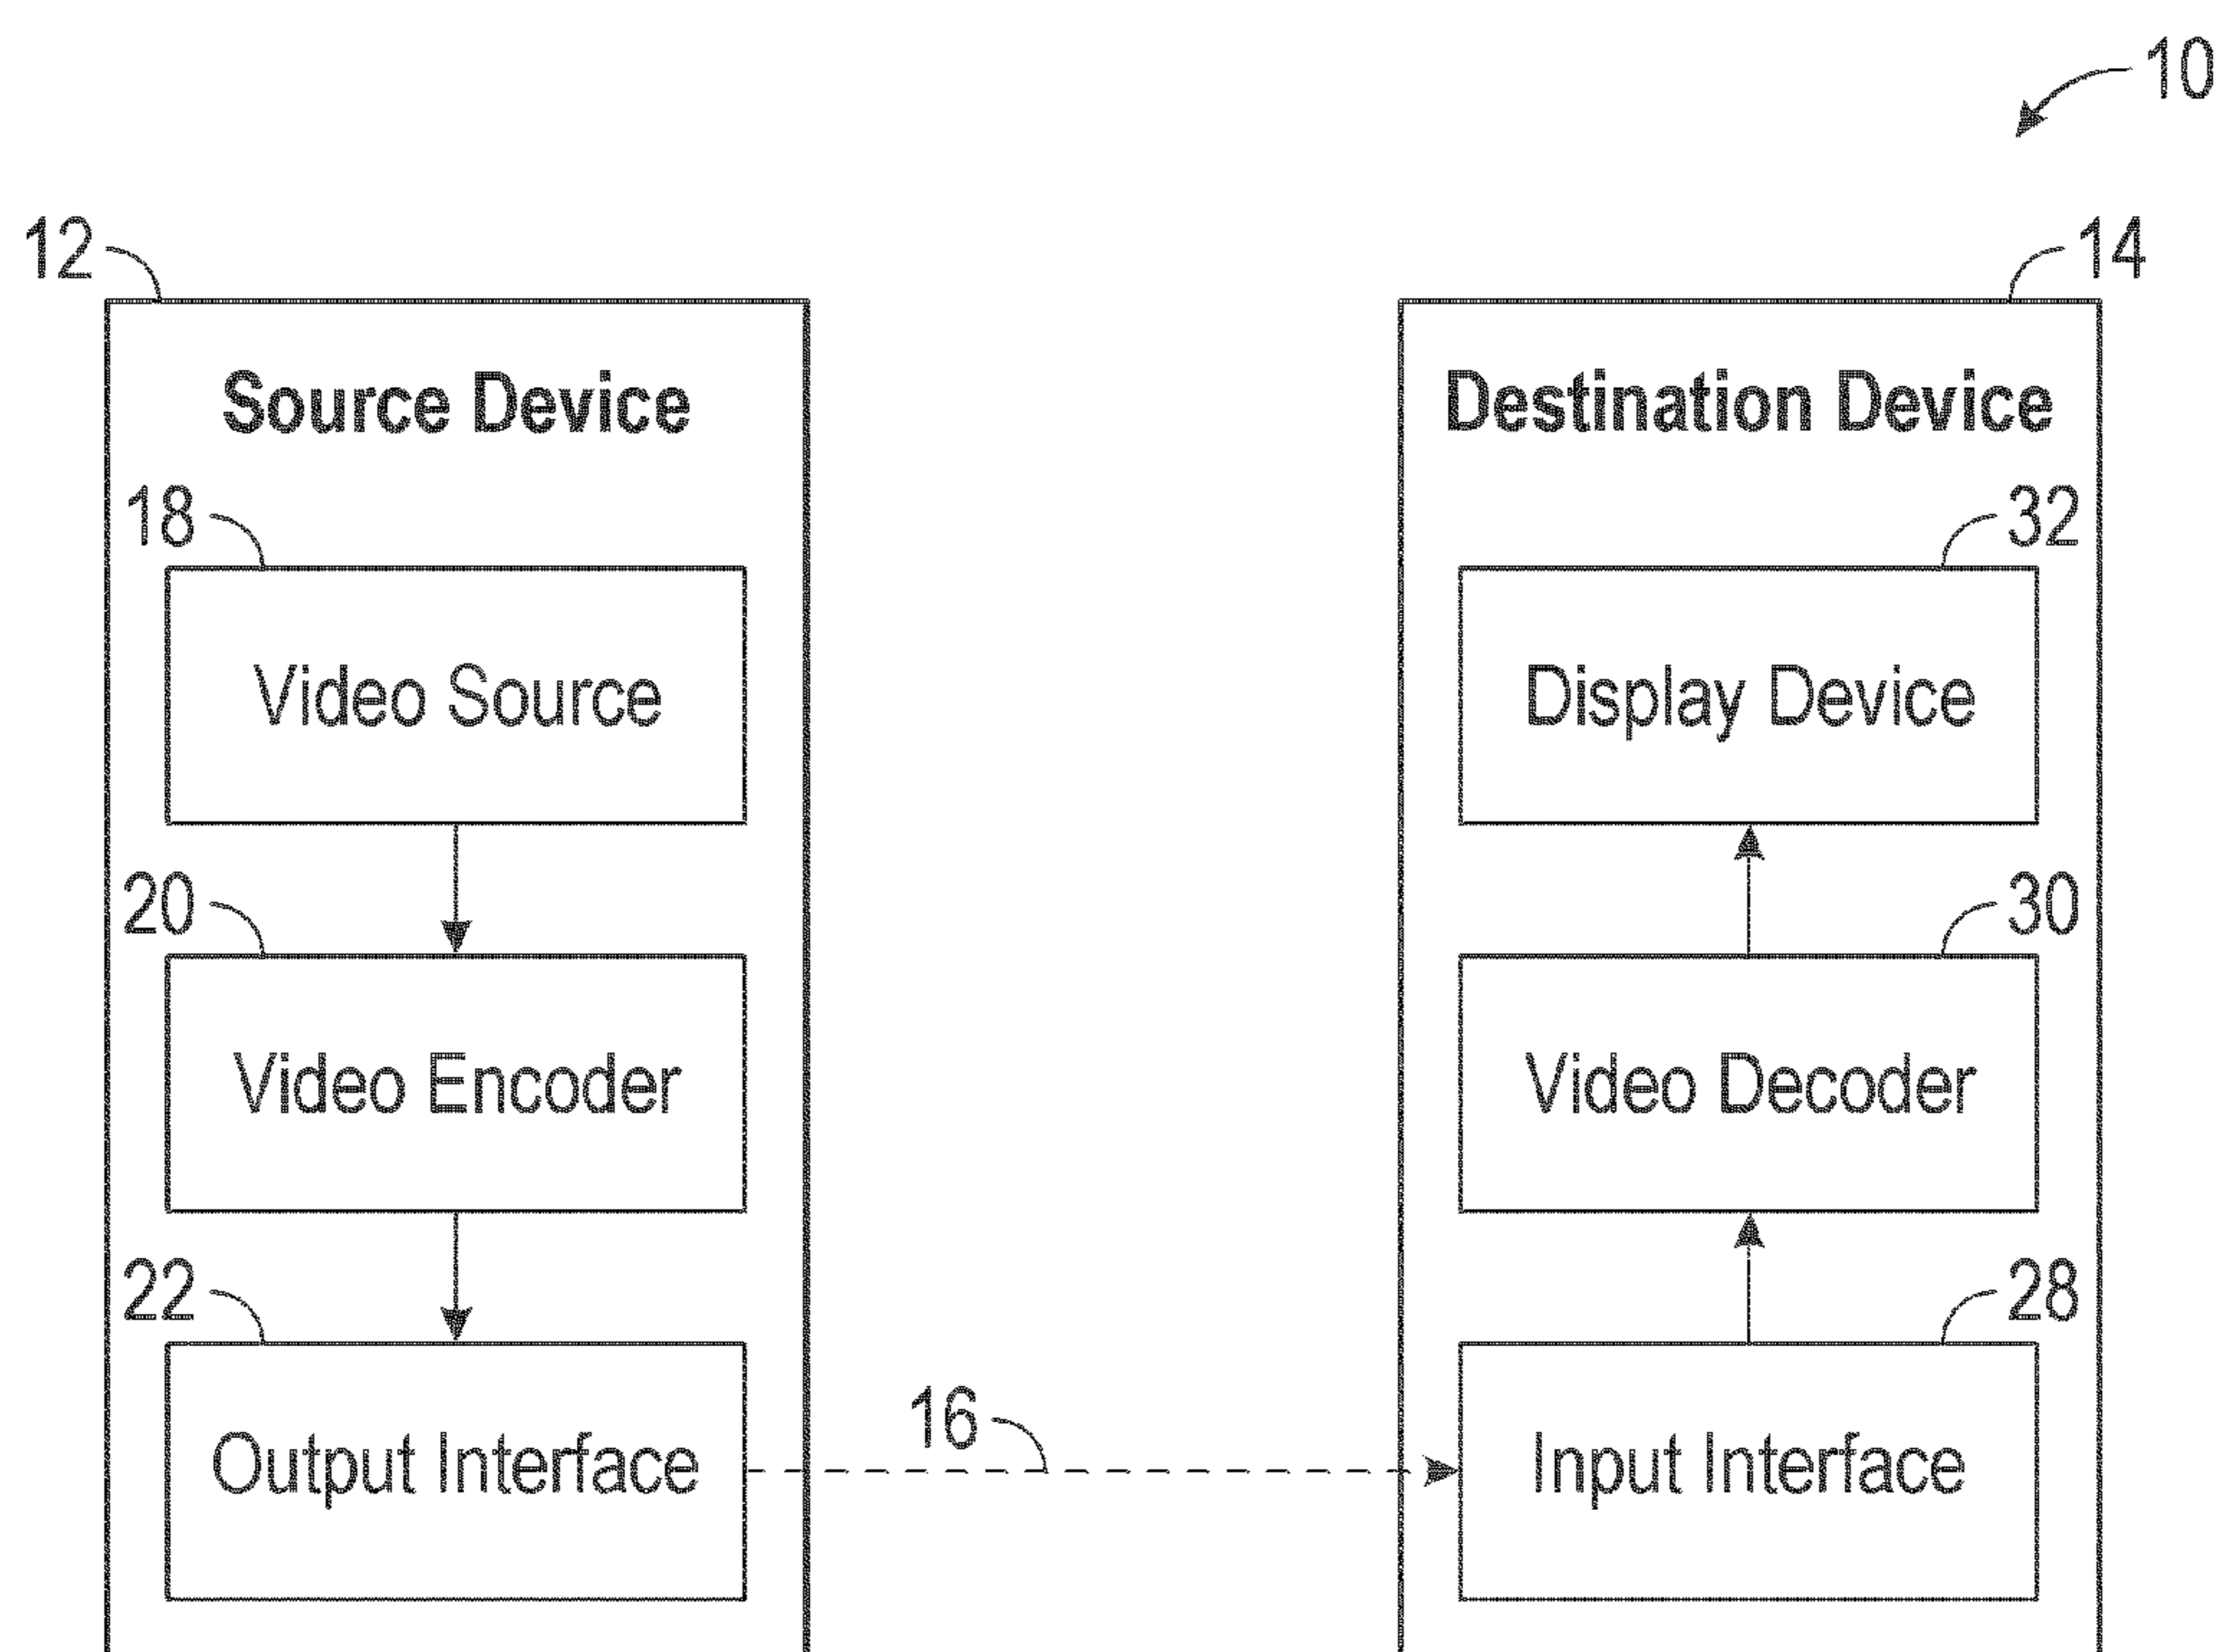 10
12
14
Source Device
Destination Device
18
32
Video Source
Display Device
20
30
Video Encoder
Video Decoder
22
28
16
Output Interface
Input Interface